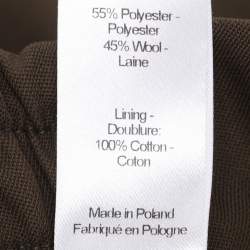 55% Polyester -
Polyester
45% Wool -
Laine
Lining -
Doublure:
100% Cotton -
Coton
Made in Poland
Fabriqué en Pologne